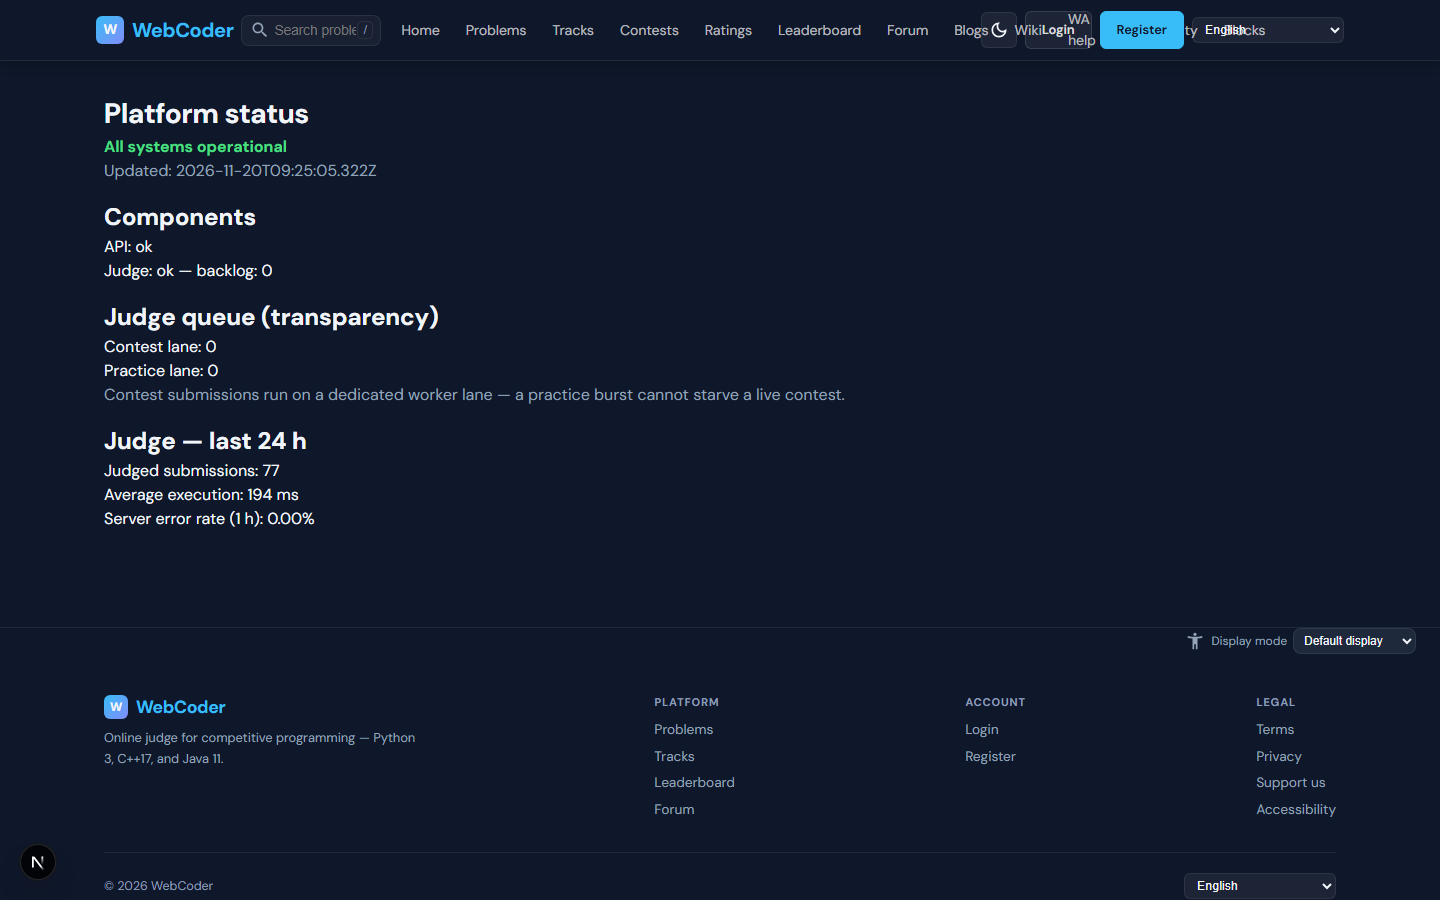 W WebCoder
Search proble /
Home Problems Tracks Contests Ratings Leaderboard Forum Blogs Wiki
WA
help
Login Register ty English cks
Platform status
All systems operational
Updated: 2026-11-20T09:25:05.322Z
Components
API: ok
Judge: ok — backlog: 0
Judge queue (transparency)
Contest lane: 0
Practice lane: 0
Contest submissions run on a dedicated worker lane — a practice burst cannot starve a live contest.
Judge — last 24 h
Judged submissions: 77
Average execution: 194 ms
Server error rate (1 h): 0.00%
Display mode Default display
W WebCoder
Online judge for competitive programming — Python
3, C++17, and Java 11.
PLATFORM
Problems
Tracks
Leaderboard
Forum
ACCOUNT
Login
Register
LEGAL
Terms
Privacy
Support us
Accessibility
N
© 2026 WebCoder
English